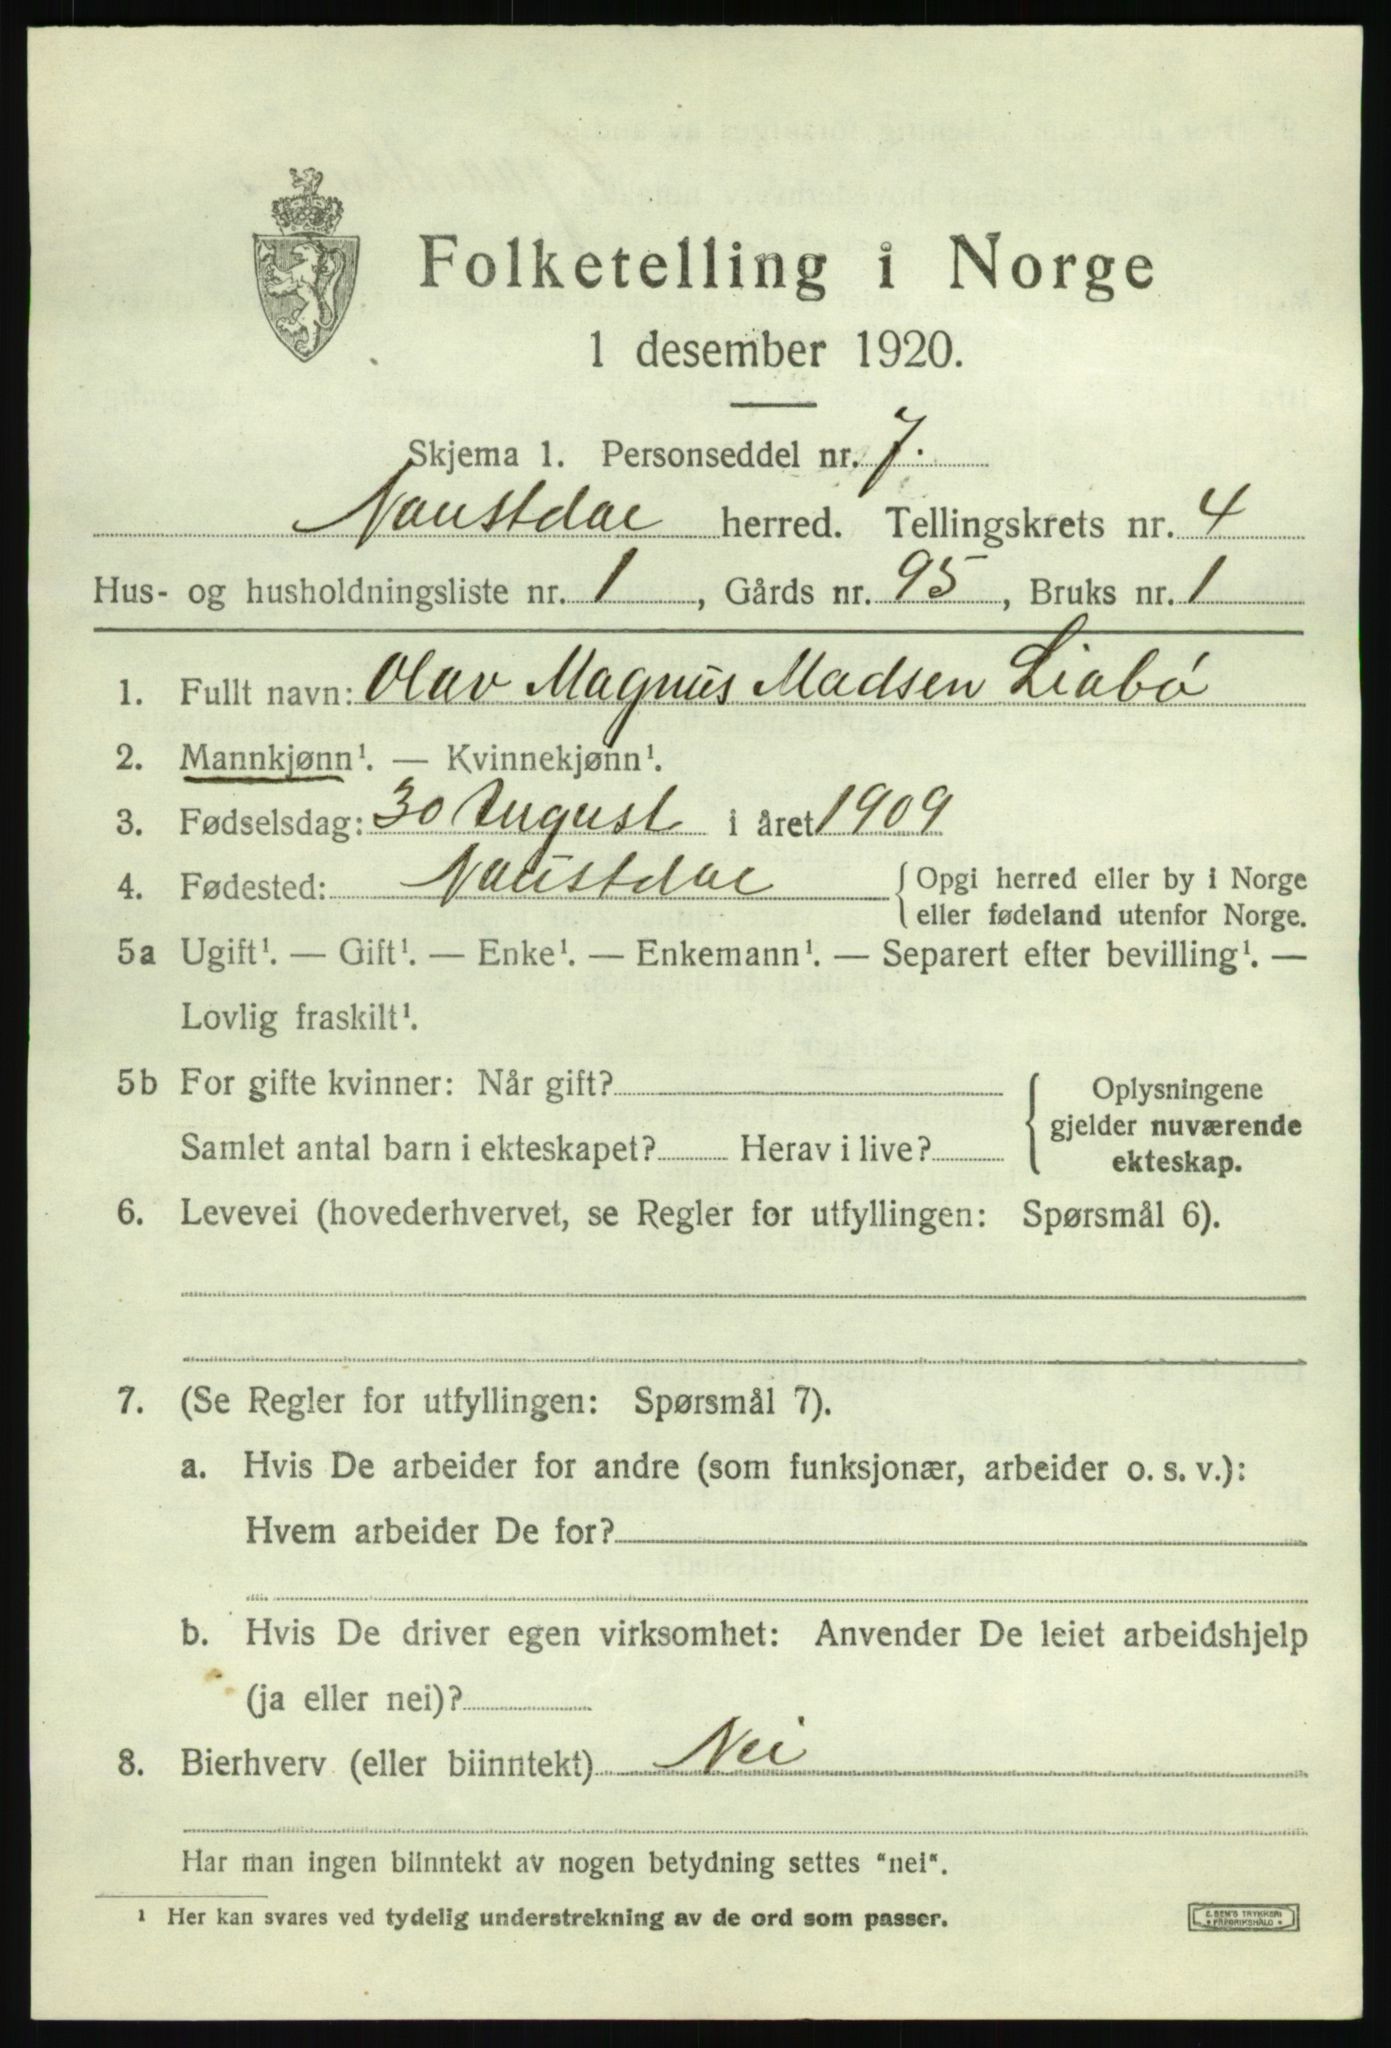 Folketelling i Norge
1 desember 1920.
Skjema 1. Personseddel nr. 7.
Naustdal herred. Tellingskrets nr. 4
Hus- og husholdningsliste nr. 1, Gårds nr. 95, Bruks nr. 1
1. Fullt navn: Olav Magnus Madsen Liabø
2. Mannkjønn¹. — Kvinnekjønn¹.
3. Fødselsdag: 30 August i året 1909
4. Fødested: Naustdal {Opgi herred eller by i Norge
eller fødeland utenfor Norge.
5a Ugift¹. — Gift¹. — Enke¹. — Enkemann¹. — Separert efter bevilling¹. —
Lovlig fraskilt¹.
5b For gifte kvinner: Når gift? { Oplysningene
gjelder nuværende
Samlet antal barn i ekteskapet? Herav i live?
ekteskap.
6. Levevei (hovederhvervet, se Regler for utfyllingen: Spørsmål 6).
7. (Se Regler for utfyllingen: Spørsmål 7).
a. Hvis De arbeider for andre (som funksjonær, arbeider o. s. v.):
Hvem arbeider De for?
b. Hvis De driver egen virksomhet: Anvender De leiet arbeidshjelp
(ja eller nei)?
8. Bierhverv (eller biinntekt) Nei
Har man ingen biinntekt av nogen betydning settes "nei".
¹ Her kan svares ved tydelig understrekning av de ord som passer.